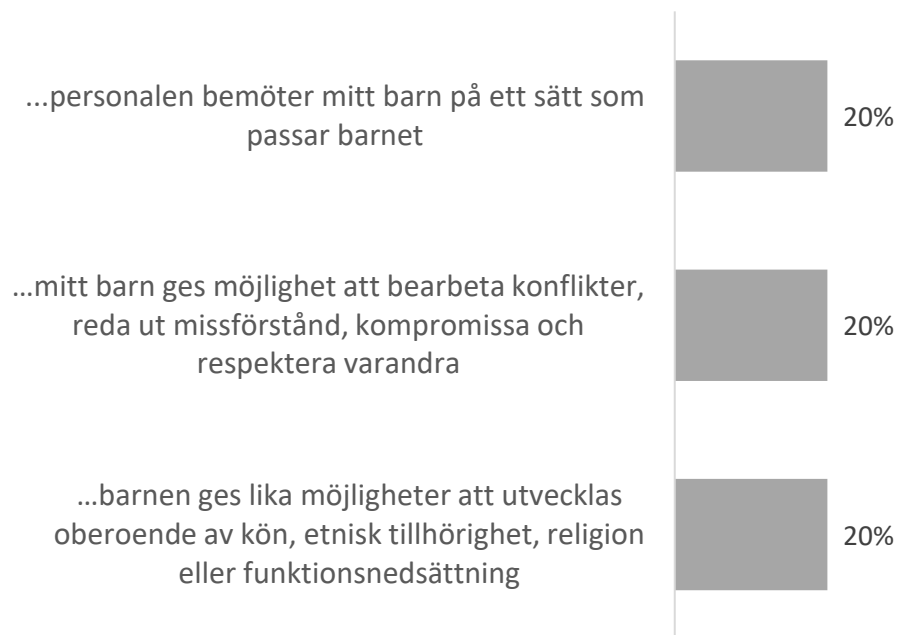 ...personalen bemöter mitt barn på ett sätt som
passar barnet
20%
...mitt barn ges möjlighet att bearbeta konflikter,
reda ut missförstånd, kompromissa och
respektera varandra
20%
...barnen ges lika möjligheter att utvecklas
oberoende av kön, etnisk tillhörighet, religion
eller funktionsnedsättning
20%